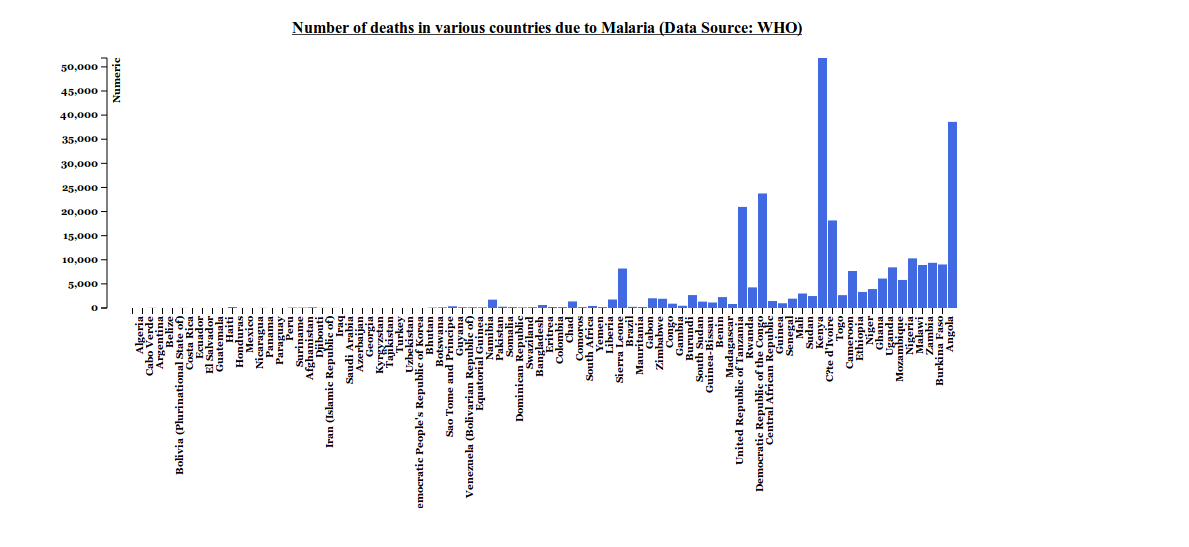 Number of deaths in various countries due to Malaria (Data Source: WHO)
Numeric
50,000
45,000
40,000
35,000
30,000
25,000
20,000
15,000
10,000
5,000
0
Algeria
Cabo Verde
Argentina
Belize
Bolivia (Plurinational State of)
Costa Rica
Ecuador
El Salvador
Guatemala
Haiti
Honduras
Mexico
Nicaragua
Panama
Paraguay
Peru
Suriname
Afghanistan
Djibouti
Iran (Islamic Republic of)
Iraq
Saudi Arabia
Azerbaijan
Georgia
Kyrgyzstan
Tajikistan
Turkey
Uzbekistan
emocratic People's Republic of Korea
Bhutan
Botswana
Sao Tome and Principe
Guyana
Venezuela (Bolivarian Republic of)
Equatorial Guinea
Namibia
Pakistan
Somalia
Dominican Republic
Swaziland
Bangladesh
Eritrea
Colombia
Chad
Comoros
South Africa
Yemen
Liberia
Sierra Leone
Brazil
Mauritania
Gabon
Zimbabwe
Congo
Gambia
Burundi
South Sudan
Guinea-Bissau
Benin
Madagascar
United Republic of Tanzania
Rwanda
Democratic Republic of the Congo
Central African Republic
Guinea
Senegal
Mali
Sudan
Kenya
C?te d'Ivoire
Togo
Cameroon
Ethiopia
Niger
Ghana
Uganda
Mozambique
Nigeria
Malawi
Zambia
Burkina Faso
Angola